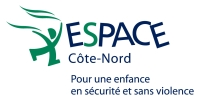 ESPACE
Côte-Nord
Pour une enfance
en sécurité et sans violence